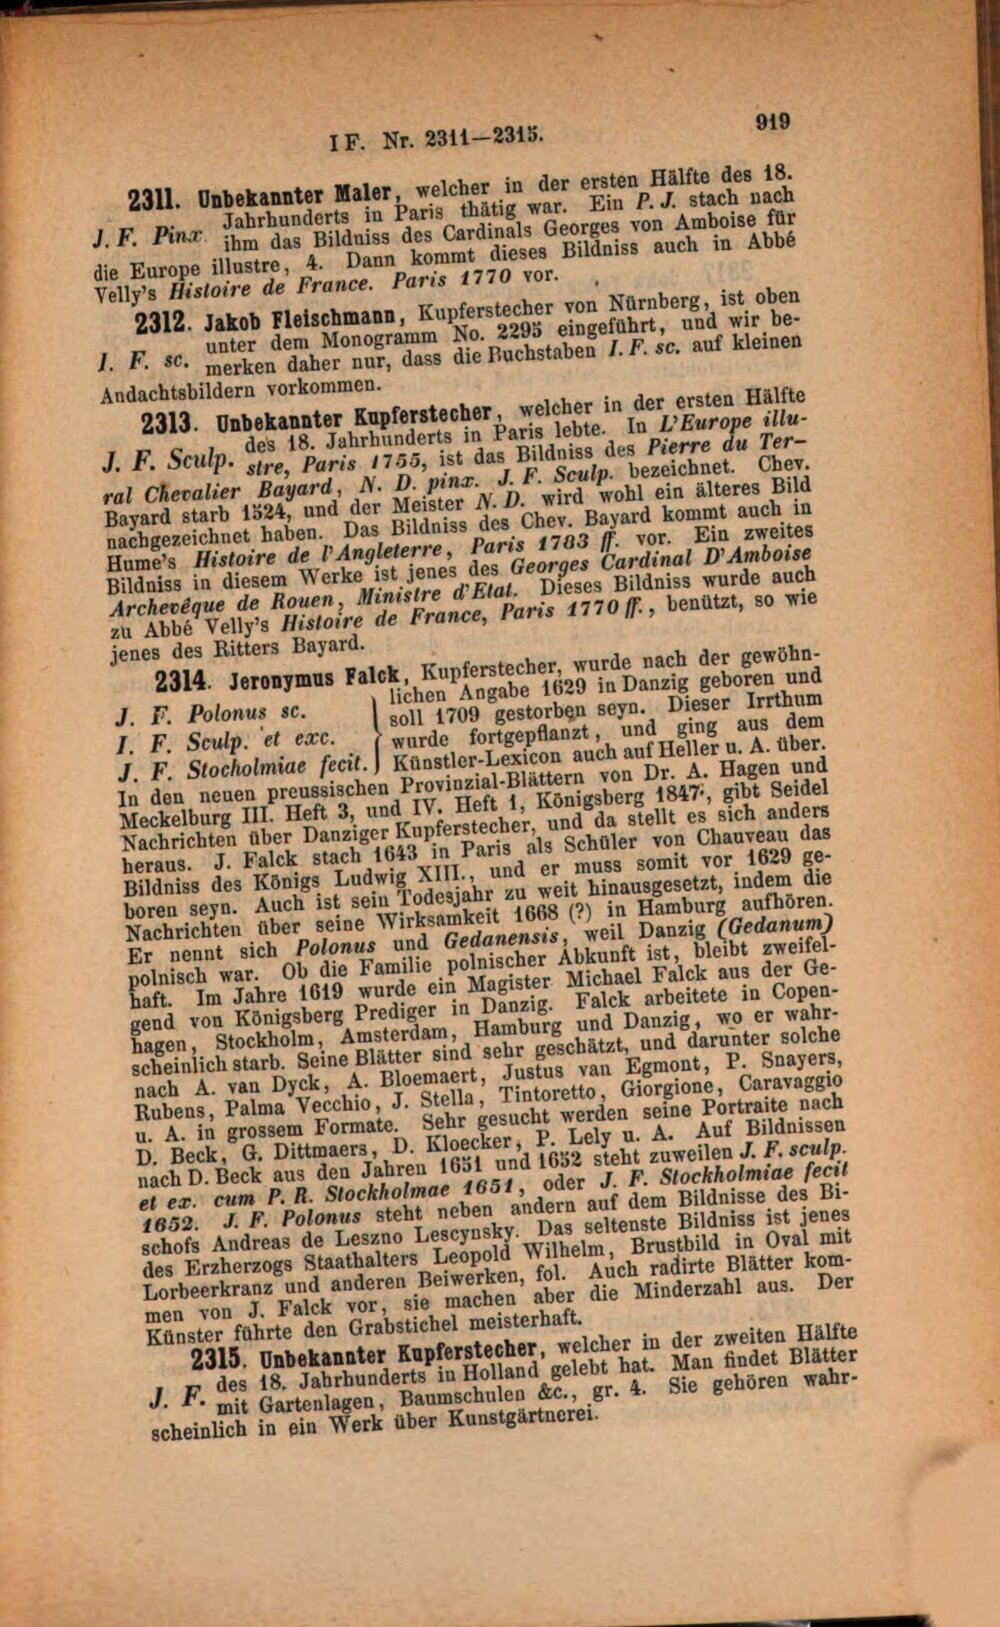 IF. Nr. 2311—2315.
919
2311. Unbekannter Maler, welcher in der ersten Hälfte des 18.
Jahrhunderts in Paris thätig war. Ein P. J. stach nach
J. F. Pinx. ihm das Bildniss des Cardinals Georges von Amboise für
die Europe illustre, 4. Dann kommt dieses Bildniss auch in Abbé
Velly's Histoire de France. Paris 1770 vor.
2312. Jakob Fleischmann, Kupferstecher von Nürnberg, ist oben
unter dem Monogramm No. 2295 eingeführt, und wir be-
I. F. sc. merken daher nur, dass die Buchstaben I. F. sc. auf kleinen
Andachtsbildern vorkommen.
2313. Unbekannter Kupferstecher, welcher in der ersten Hälfte
des 18. Jahrhunderts in Paris lebte. In L'Europe illu-
J. F. Sculp. stre, Paris 1755, ist das Bildniss des Pierre du Ter-
ral Chevalier Bayard, N. D. pinx. J. F. Sculp. bezeichnet. Chev.
Bayard starb 1524, und der Meister N. D. wird wohl ein älteres Bild
nachgezeichnet haben. Das Bildniss des Chev. Bayard kommt auch in
Hume's Histoire de l'Angleterre, Paris 1783 ff. vor. Ein zweites
Bildniss in diesem Werke ist jenes des Georges Cardinal D'Amboise
Archevêque de Rouen, Ministre d'Etat. Dieses Bildniss wurde auch
zu Abbé Velly's Histoire de France, Paris 1770 ff., benützt, so wie
jenes des Ritters Bayard.
2314. Jeronymus Falck, Kupferstecher, wurde nach der gewöhn-
lichen Angabe 1629 in Danzig geboren und
J. F. Polonus sc. soll 1709 gestorben seyn. Dieser Irrthum
I. F. Sculp. et exc. wurde fortgepflanzt, und ging aus dem
J. F. Stocholmiae fecit. Künstler-Lexicon auch auf Heller u. A. über.
In den neuen preussischen Provinzial-Blättern von Dr. A. Hagen und
Meckelburg III. Heft 3, und IV. Heft 1, Königsberg 1847, gibt Seidel
Nachrichten über Danziger Kupferstecher, und da stellt es sich anders
heraus. J. Falck stach 1643 in Paris als Schüler von Chauveau das
Bildniss des Königs Ludwig XIII., und er muss somit vor 1629 ge-
boren seyn. Auch ist sein Todesjahr zu weit hinausgesetzt, indem die
Nachrichten über seine Wirksamkeit 1668 (?) in Hamburg aufhören.
Er nennt sich Polonus und Gedanensis, weil Danzig (Gedanum)
polnisch war. Ob die Familie polnischer Abkunft ist, bleibt zweifel-
haft. Im Jahre 1619 wurde ein Magister Michael Falck aus der Ge-
gend von Königsberg Prediger in Danzig. Falck arbeitete in Copen-
hagen, Stockholm, Amsterdam, Hamburg und Danzig, wo er wahr-
scheinlich starb. Seine Blätter sind sehr geschätzt, und darunter solche
nach A. van Dyck, A. Bloemaert, Justus van Egmont, P. Snayers,
Rubens, Palma Vecchio, J. Stella, Tintoretto, Giorgione, Caravaggio
u. A. in grossem Formate. Sehr gesucht werden seine Portraite nach
D. Beck, G. Dittmaers, D. Kloecker, P. Lely u. A. Auf Bildnissen
nach D. Beck aus den Jahren 1651 und 1652 steht zuweilen J. F. sculp.
et ex. cum P. R. Stockholmae 1651, oder J. F. Stockholmiae fecit
1652. J. F. Polonus steht neben andern auf dem Bildnisse des Bi-
schofs Andreas de Leszno Lescynsky. Das seltenste Bildniss ist jenes
des Erzherzogs Staathalters Leopold Wilhelm, Brustbild in Oval mit
Lorbeerkranz und anderen Beiwerken, fol. Auch radirte Blätter kom-
men von J. Falck vor, sie machen aber die Minderzahl aus. Der
Künster führte den Grabstichel meisterhaft.
2315. Unbekannter Kupferstecher, welcher in der zweiten Hälfte
des 18. Jahrhunderts in Holland gelebt hat. Man findet Blätter
J. F. mit Gartenlagen, Baumschulen &c., gr. 4. Sie gehören wahr-
scheinlich in ein Werk über Kunstgärtnerei.